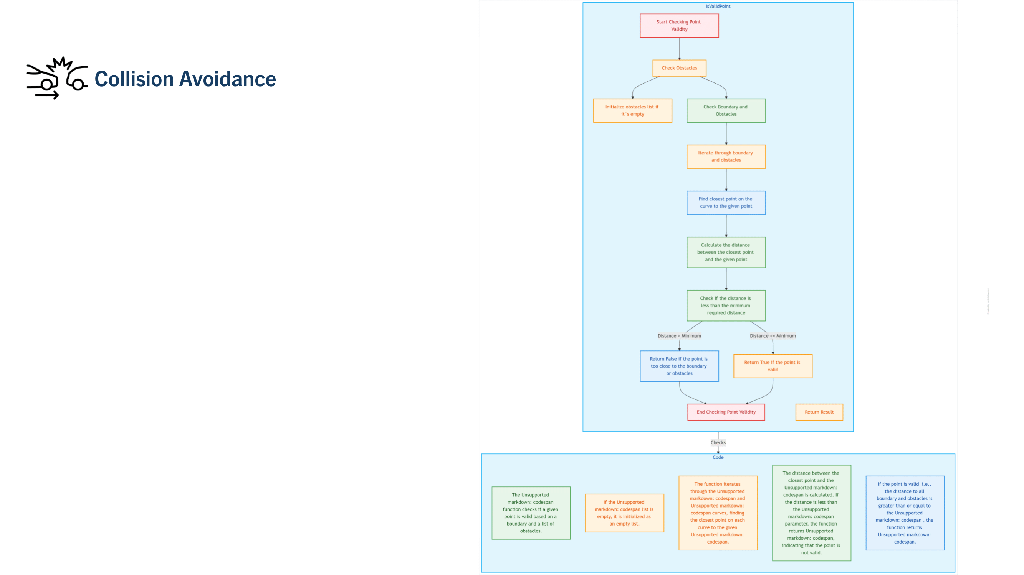 Collision Avoidance
isValidPoint
Start Checking Point
Validity
Check Obstacles
Initialize obstacles list if
it's empty
Check Boundary and
Obstacles
Iterate through boundary
and obstacles
Find closest point on the
curve to the given point
Calculate the distance
between the closest point
and the given point
Check if the distance is
less than the minimum
required distance
Distance < Minimum
Distance >= Minimum
Return False if the point is
too close to the boundary
or obstacles
Return True if the point is
valid
End Checking Point Validity
Return Result
Checks
Code
The Unsupported
markdown: codespan
function checks if a given
point is valid based on a
boundary and a list of
obstacles.
If the Unsupported
markdown: codespan list is
empty, it is initialized as
an empty list.
The function iterates
through the Unsupported
markdown: codespan and
Unsupported markdown:
codespan curves, finding
the closest point on each
curve to the given
Unsupported markdown:
codespan.
The distance between the
closest point and the
Unsupported markdown:
codespan is calculated. If
the distance is less than
the Unsupported
markdown: codespan
parameter, the function
returns Unsupported
markdown: codespan
indicating that the point is
not valid.
If the point is valid (i.e.,
the distance to all
boundary and obstacles is
greater than or equal to
the Unsupported
markdown: codespan, the
function returns
Unsupported markdown:
codespan.